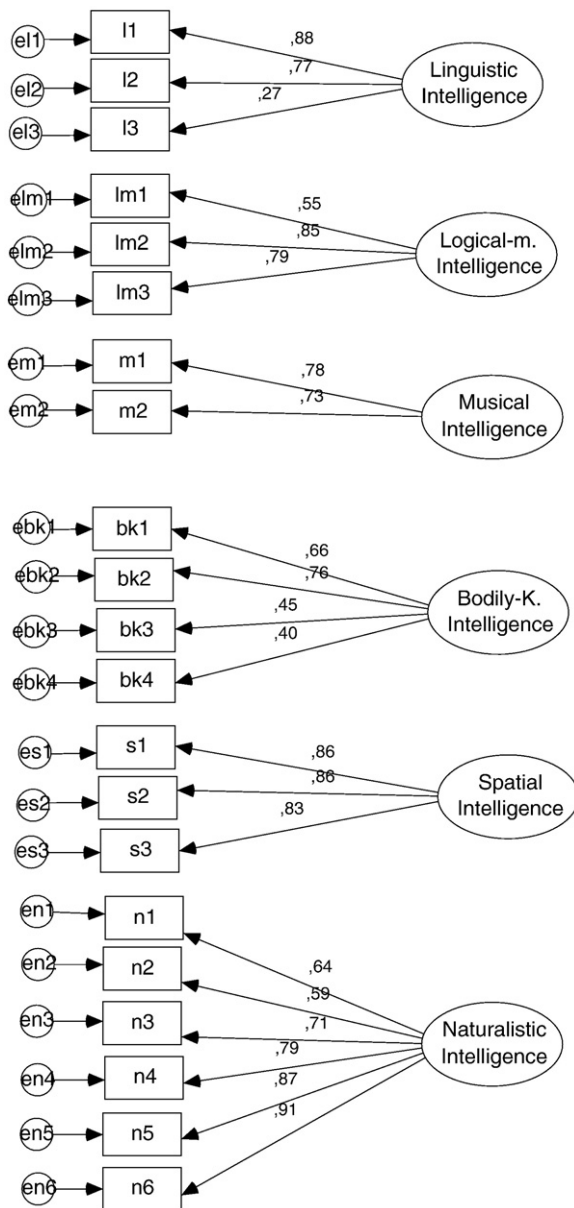 el1
l1
,88
el2
l2
,77
Linguistic
Intelligence
el3
l3
,27
elm1
lm1
,55
elm2
lm2
,85
Logical-m.
Intelligence
elm3
lm3
,79
em1
m1
,78
em2
m2
,73
Musical
Intelligence
ebk1
bk1
,66
ebk2
bk2
,76
Bodily-K.
Intelligence
ebk3
bk3
,45
ebk4
bk4
,40
es1
s1
,86
es2
s2
,86
Spatial
Intelligence
es3
s3
,83
en1
n1
,64
en2
n2
,59
en3
n3
,71
Naturalistic
Intelligence
en4
n4
,79
en5
n5
,87
en6
n6
,91